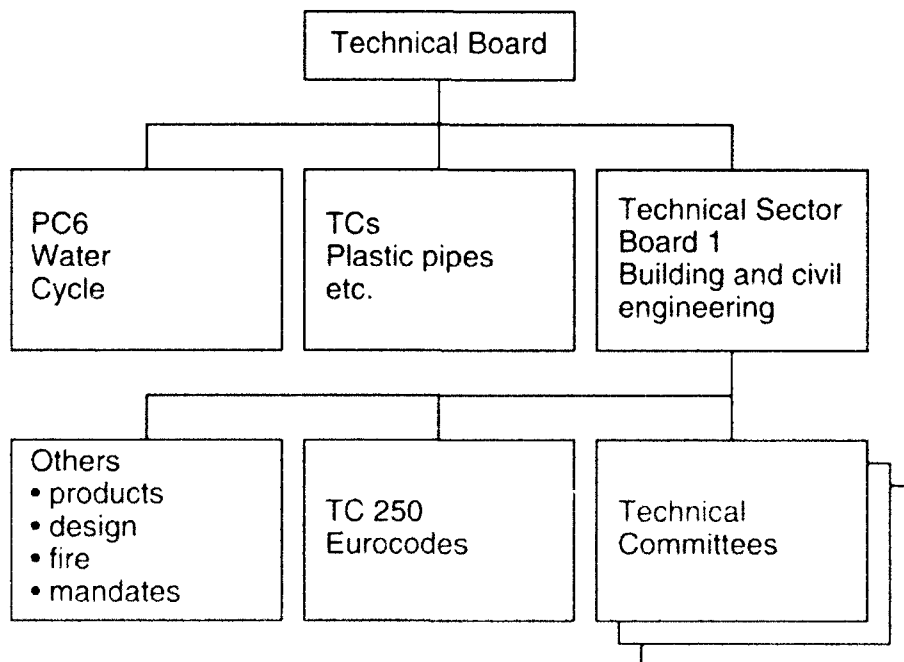 Technical Board
PC6
Water
Cycle
TCs
Plastic pipes
etc.
Technical Sector
Board 1
Building and civil
engineering
Others
• products
• design
• fire
• mandates
TC 250
Eurocodes
Technical
Committees